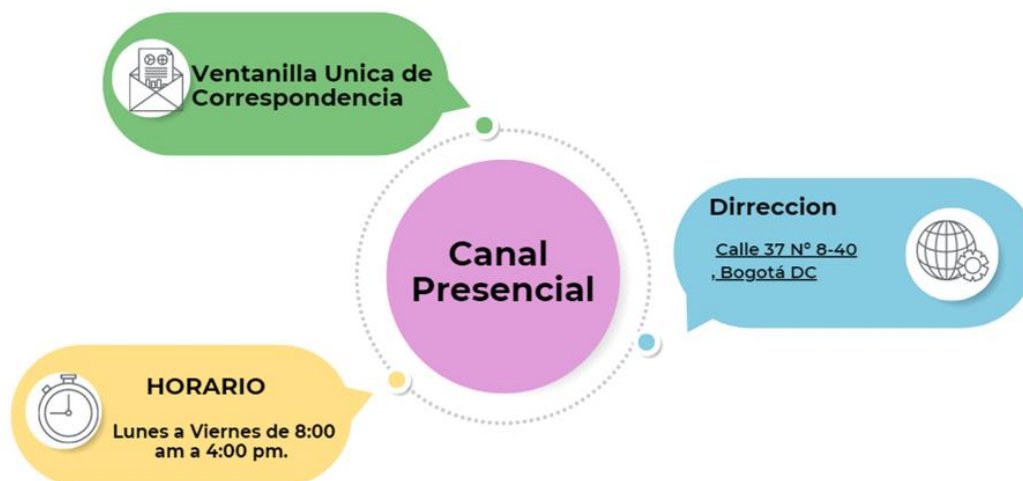 Ventanilla Unica de
Correspondencia
Canal
Presencial
Dirreccion
Calle 37 N° 8-40
, Bogotá DC
HORARIO
Lunes a Viernes de 8:00
am a 4:00 pm.